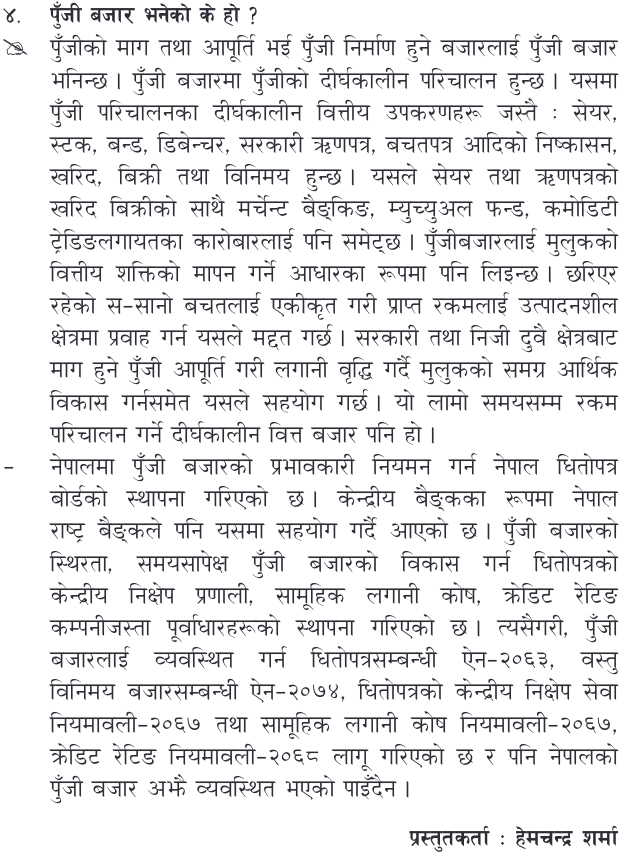 ४. पुँजी बजार भनेको के हो ?
पुँजीको माग तथा आपूर्ति भई पुँजी निर्माण हुने बजारलाई पुँजी बजार
भनिन्छ । पुँजी बजारमा पुँजीको दीर्घकालीन परिचालन हुन्छ । यसमा
पुँजी परिचालनका दीर्घकालीन वित्तीय उपकरणहरू जस्तै : सेयर,
स्टक, बन्ड, डिबेन्चर, सरकारी ऋणपत्र, बचतपत्र आदिको निष्कासन,
खरिद, बिक्री तथा विनिमय हुन्छ । यसले सेयर तथा ऋणपत्रको
खरिद बिक्रीको साथै मर्चेन्ट बैङ्किङ, म्युच्युअल फन्ड, कमोडिटी
ट्रेडिङलगायतका कारोबारलाई पनि समेट्छ । पुँजीबजारलाई मुलुकको
वित्तीय शक्तिको मापन गर्ने आधारका रूपमा पनि लिइन्छ । छरिएर
रहेको स-सानो बचतलाई एकीकृत गरी प्राप्त रकमलाई उत्पादनशील
क्षेत्रमा प्रवाह गर्न यसले मद्दत गर्छ । सरकारी तथा निजी दुवै क्षेत्रबाट
माग हुने पुँजी आपूर्ति गरी लगानी वृद्धि गर्दै मुलुकको समग्र आर्थिक
विकास गर्नसमेत यसले सहयोग गर्छ । यो लामो समयसम्म रकम
परिचालन गर्ने दीर्घकालीन वित्त बजार पनि हो ।
- नेपालमा पुँजी बजारको प्रभावकारी नियमन गर्न नेपाल धितोपत्र
बोर्डको स्थापना गरिएको छ । केन्द्रीय बैङ्कका रूपमा नेपाल
राष्ट्र बैङ्कले पनि यसमा सहयोग गर्दै आएको छ । पुँजी बजारको
स्थिरता, समयसापेक्ष पुँजी बजारको विकास गर्न धितोपत्रको
केन्द्रीय निक्षेप प्रणाली, सामूहिक लगानी कोष, क्रेडिट रेटिङ
कम्पनीजस्ता पूर्वाधारहरूको स्थापना गरिएको छ । त्यसैगरी, पुँजी
बजारलाई व्यवस्थित गर्न धितोपत्रसम्बन्धी ऐन-२०६३, वस्तु
विनिमय बजारसम्बन्धी ऐन-२०७४, धितोपत्रको केन्द्रीय निक्षेप सेवा
नियमावली-२०६७ तथा सामूहिक लगानी कोष नियमावली-२०६७,
क्रेडिट रेटिङ नियमावली-२०६८ लागू गरिएको छ र पनि नेपालको
पुँजी बजार अझै व्यवस्थित भएको पाइँदैन ।
प्रस्तुतकर्ता : हेमचन्द्र शर्मा